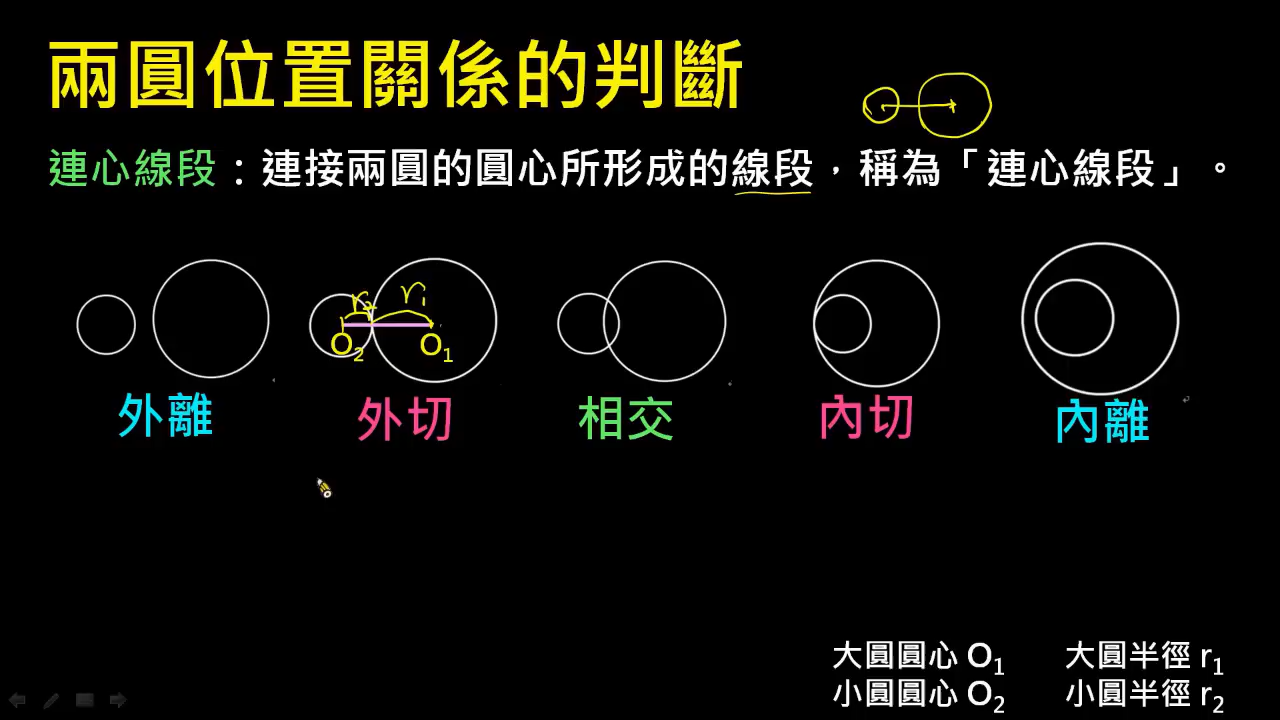 兩圓位置關係的判斷
連心線段：連接兩圓的圓心所形成的線段，稱為「連心線段」。
r₂ r₁
O₂ O₁
外離 外切 相交 內切 內離
大圓圓心 O₁ 大圓半徑 r₁
小圓圓心 O₂ 小圓半徑 r₂